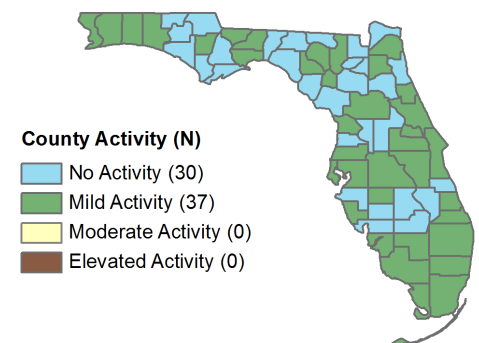 County Activity (N)
No Activity (30)
Mild Activity (37)
Moderate Activity (0)
Elevated Activity (0)